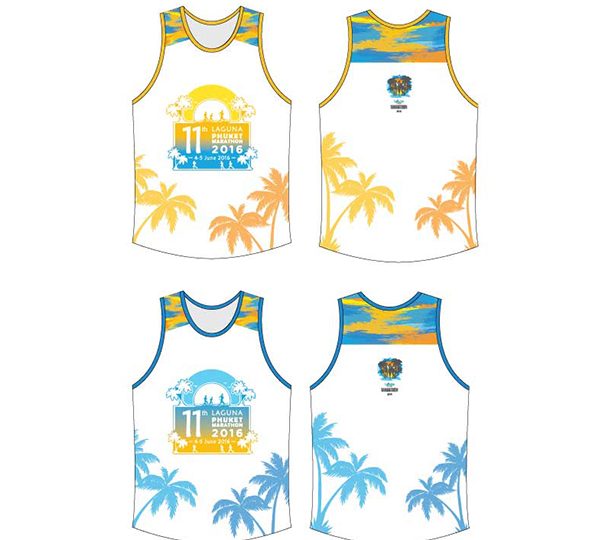 11th LAGUNA
PHUKET
MARATHON
2016
4-5 June 2016
11th LAGUNA
PHUKET
MARATHON
2016
4-5 June 2016